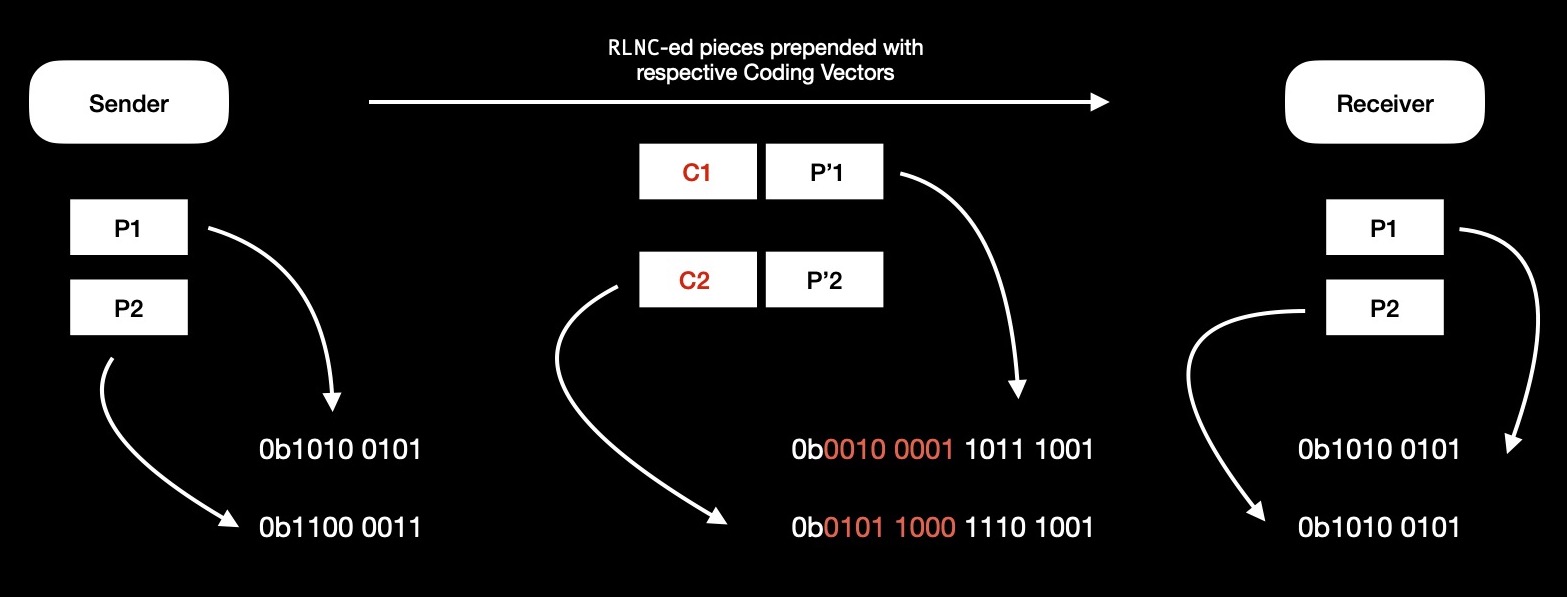 RLNC-ed pieces prepended with
respective Coding Vectors
Sender
Receiver
C1 P’1
P1
P1
C2 P’2
P2
P2
0b1010 0101
0b0010 0001 1011 1001
0b1010 0101
0b1100 0011
0b0101 1000 1110 1001
0b1010 0101